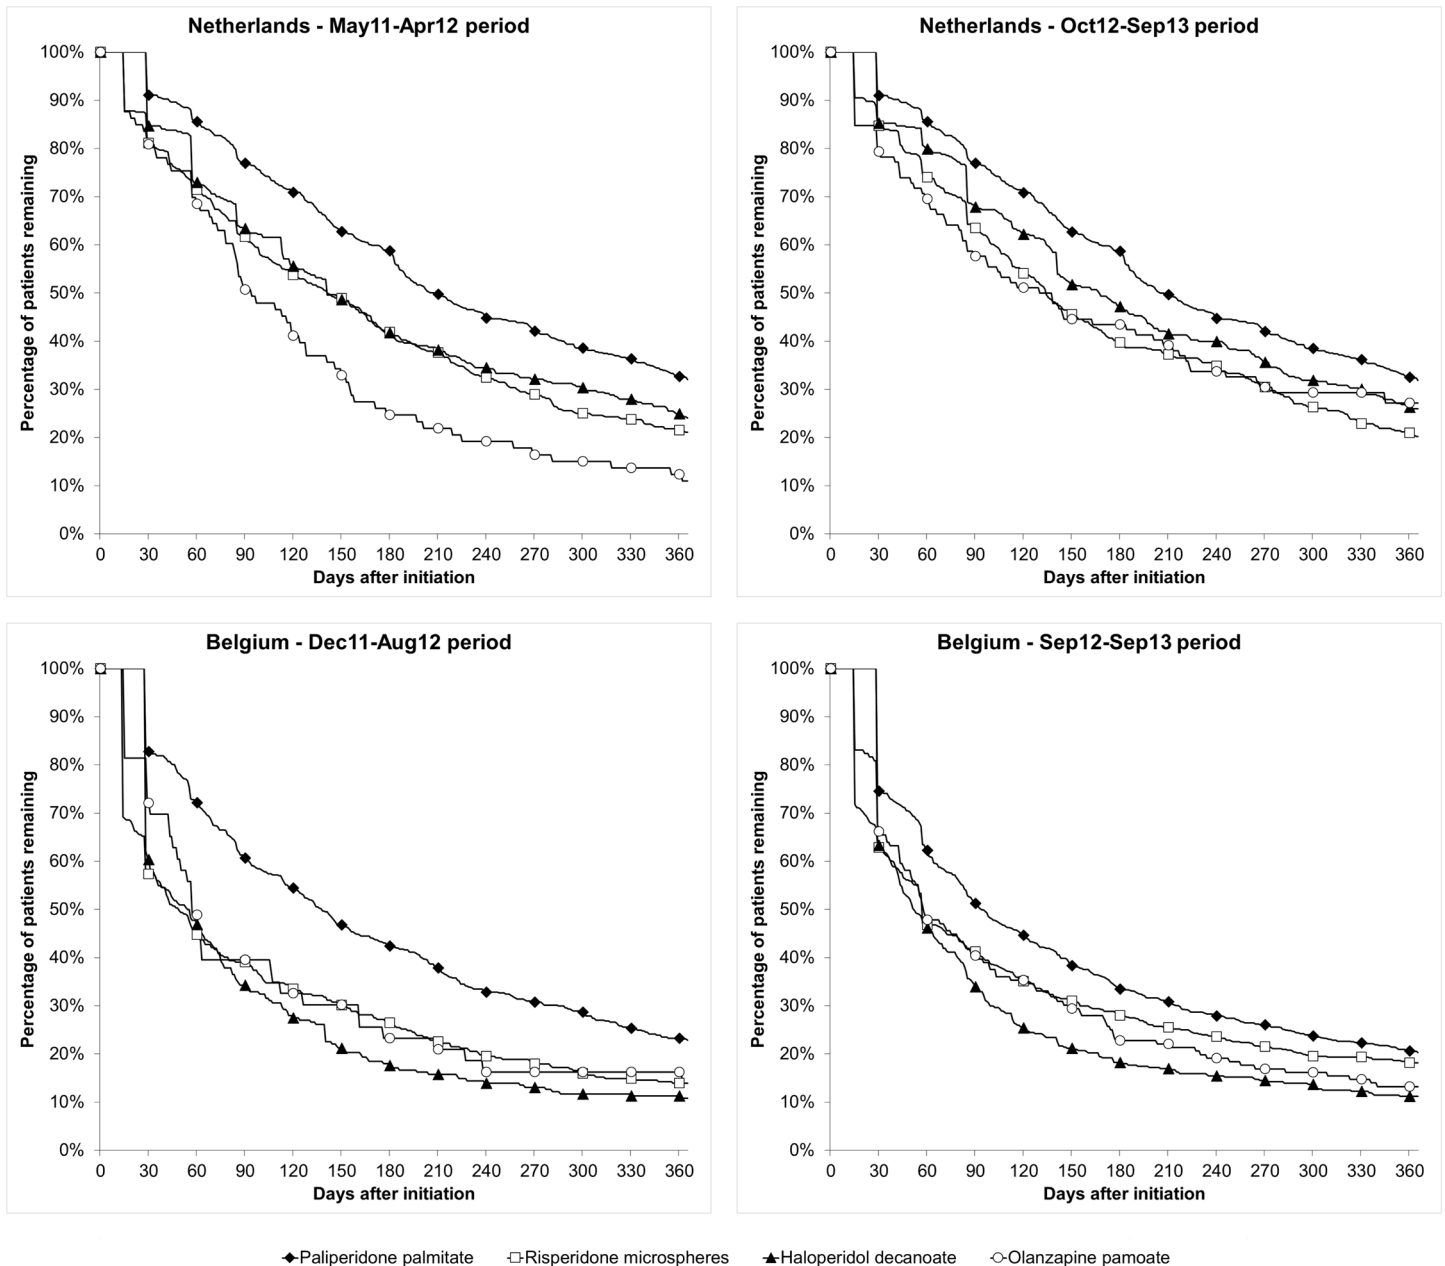 Netherlands - May11-Apr12 period
Percentage of patients remaining
100%
90%
80%
70%
60%
50%
40%
30%
20%
10%
0%
0 30 60 90 120 150 180 210 240 270 300 330 360
Days after initiation
Netherlands - Oct12-Sep13 period
Percentage of patients remaining
100%
90%
80%
70%
60%
50%
40%
30%
20%
10%
0%
0 30 60 90 120 150 180 210 240 270 300 330 360
Days after initiation
Belgium - Dec11-Aug12 period
Percentage of patients remaining
100%
90%
80%
70%
60%
50%
40%
30%
20%
10%
0%
0 30 60 90 120 150 180 210 240 270 300 330 360
Days after initiation
Belgium - Sep12-Sep13 period
Percentage of patients remaining
100%
90%
80%
70%
60%
50%
40%
30%
20%
10%
0%
0 30 60 90 120 150 180 210 240 270 300 330 360
Days after initiation
Paliperidone palmitate Risperidone microspheres Haloperidol decanoate Olanzapine pamoate